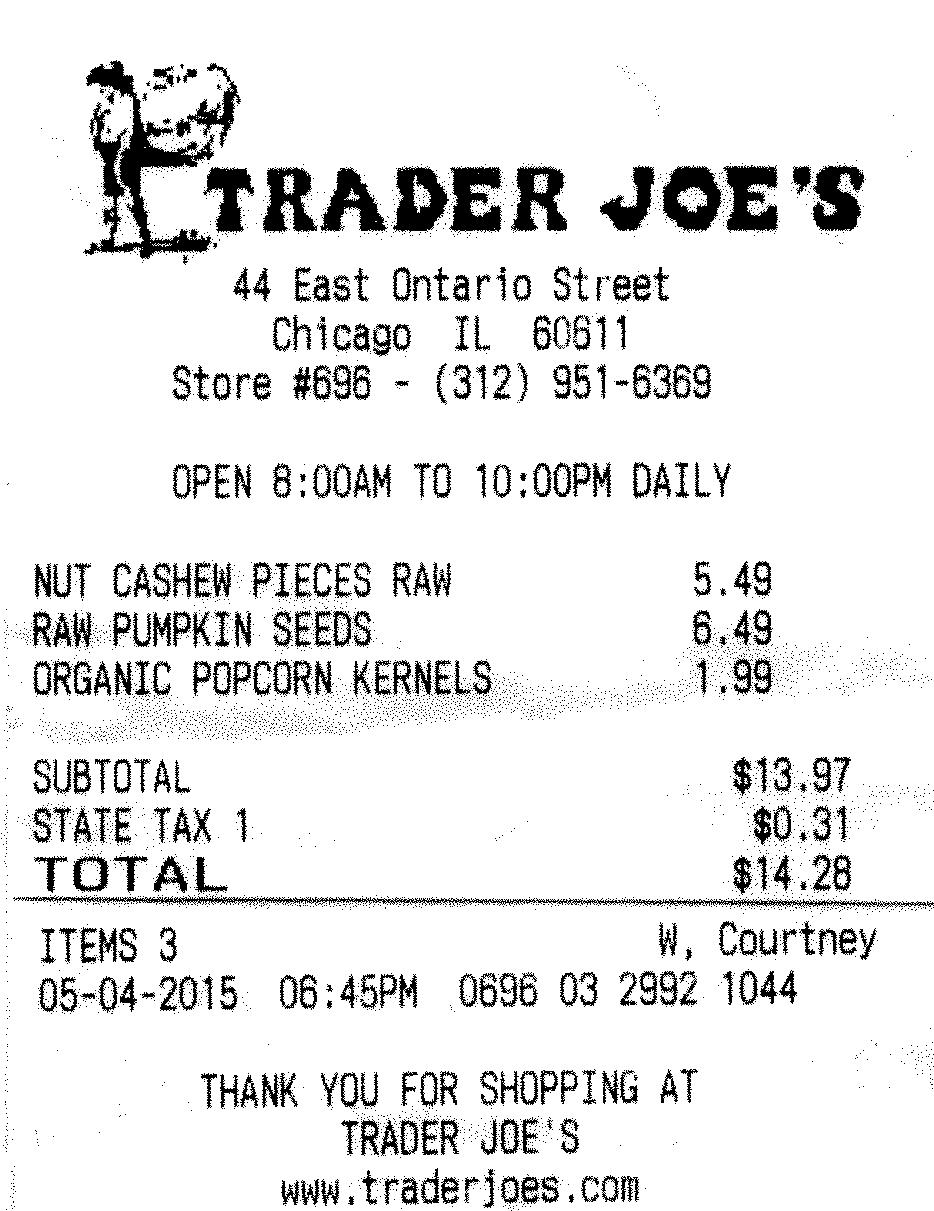 TRADER JOE'S
44 East Ontario Street
Chicago IL 60611
Store #696 - (312) 951-6369
OPEN 8:00AM TO 10:00PM DAILY
NUT CASHEW PIECES RAW 5.49
RAW PUMPKIN SEEDS 6.49
ORGANIC POPCORN KERNELS 1.99
SUBTOTAL $13.97
STATE TAX 1 $0.31
TOTAL $14.28
ITEMS 3 W, Courtney
05-04-2015 06:45PM 0696 03 2992 1044
THANK YOU FOR SHOPPING AT
TRADER JOE'S
www.traderjoes.com